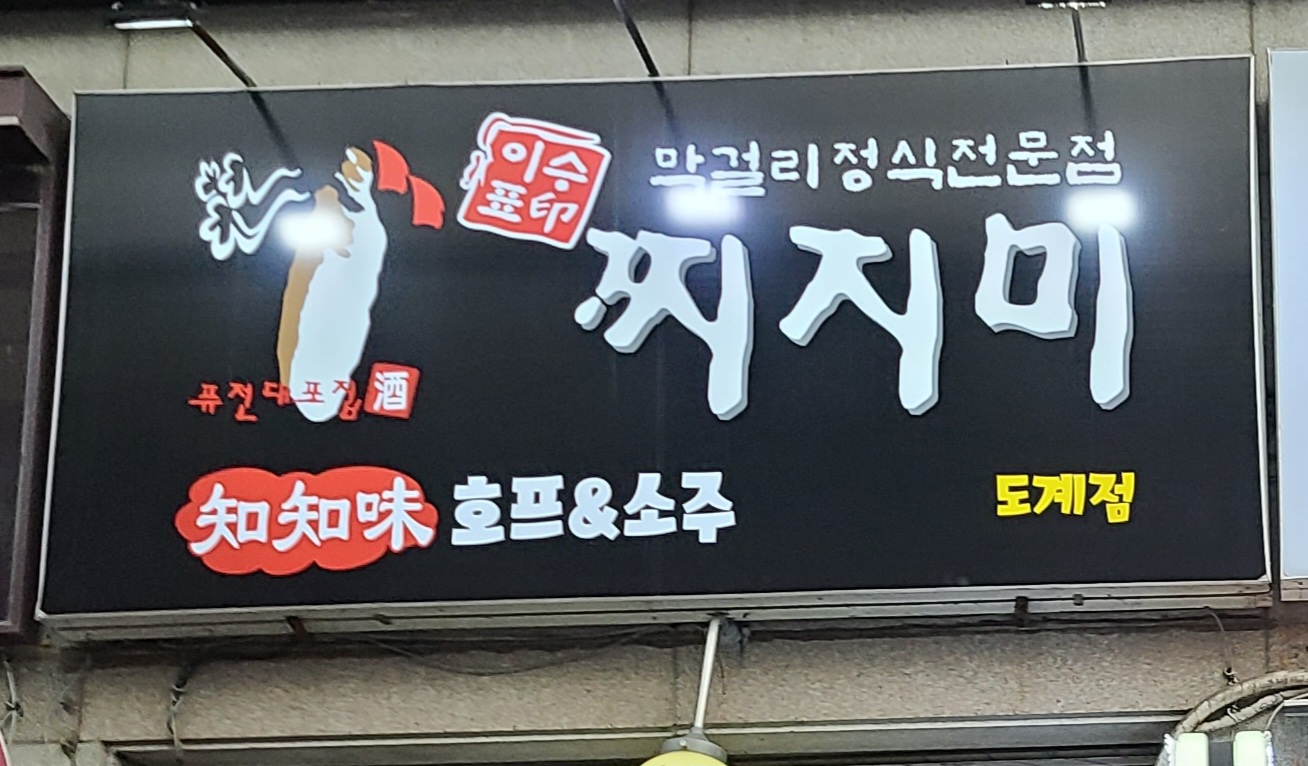 이수
표印
막걸리정식전문점
찌지미
퓨전대포집 酒
知知味 호프&소주
도계점